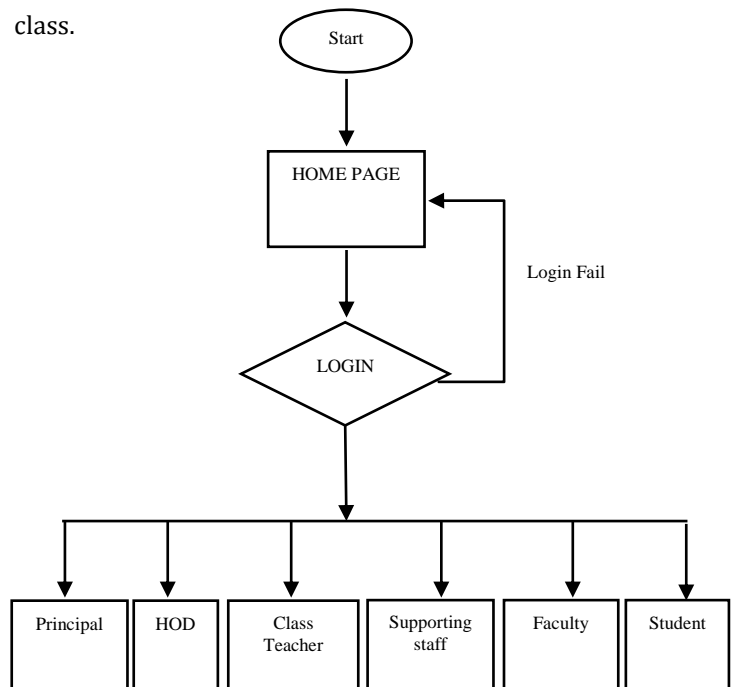 class.
Start
HOME PAGE
Login Fail
LOGIN
Principal
HOD
Class
Teacher
Supporting
staff
Faculty
Student